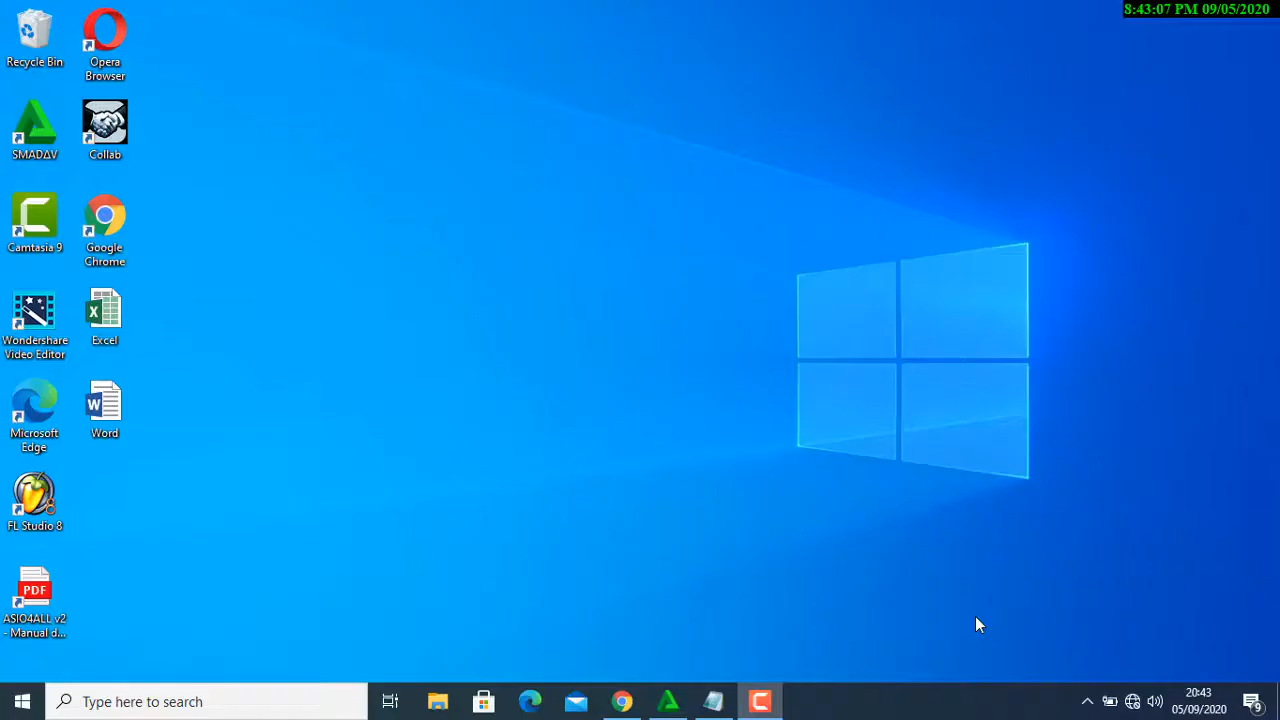 8:43:07 PM 09/05/2020
Recycle Bin
Opera
Browser
SMADΔV
Collab
Camtasia 9
Google
Chrome
Wondershare
Video Editor
Excel
Microsoft
Edge
Word
FL Studio 8
PDF
ASIO4ALL v2
- Manual d...
Type here to search
20:43
05/09/2020
9